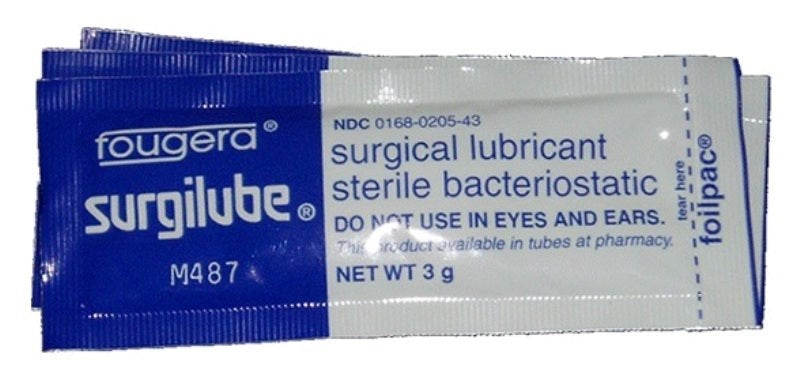 fougera®
surgilube®
M487
NDC 0168-0205-43
surgical lubricant
sterile bacteriostatic
DO NOT USE IN EYES AND EARS.
This product available in tubes at pharmacy.
NET WT 3 g
tear here
foilpac®